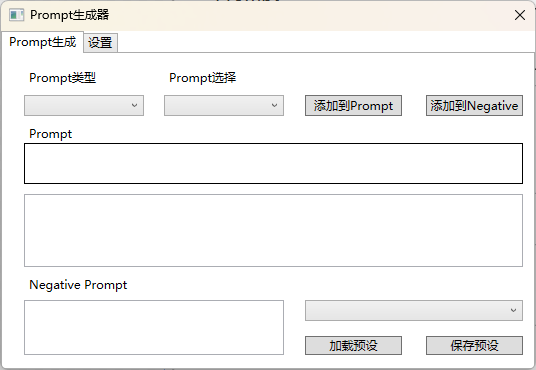 Prompt生成器
Prompt生成 设置
Prompt类型 Prompt选择
添加到Prompt 添加到Negative
Prompt
Negative Prompt
加载预设 保存预设